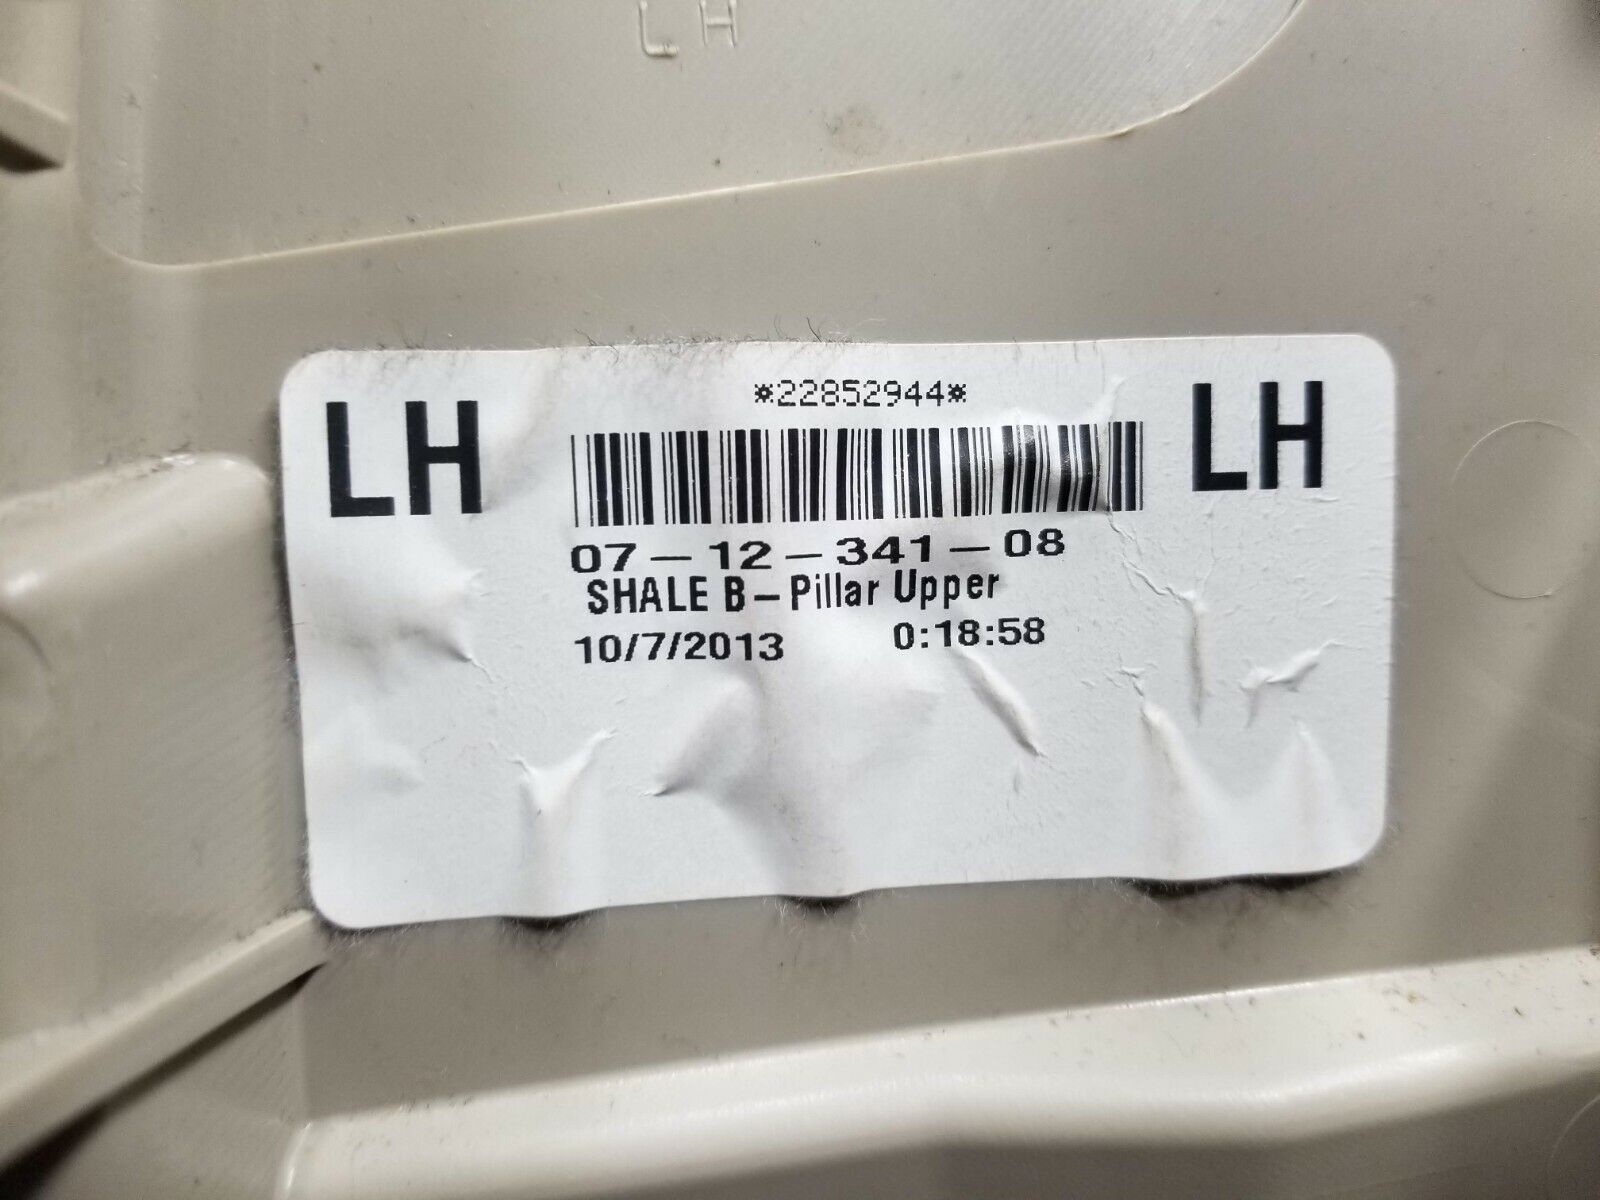 LH
*22852944*
LH LH
07-12-341-08
SHALE B-Pillar Upper
10/7/2013 0:18:58